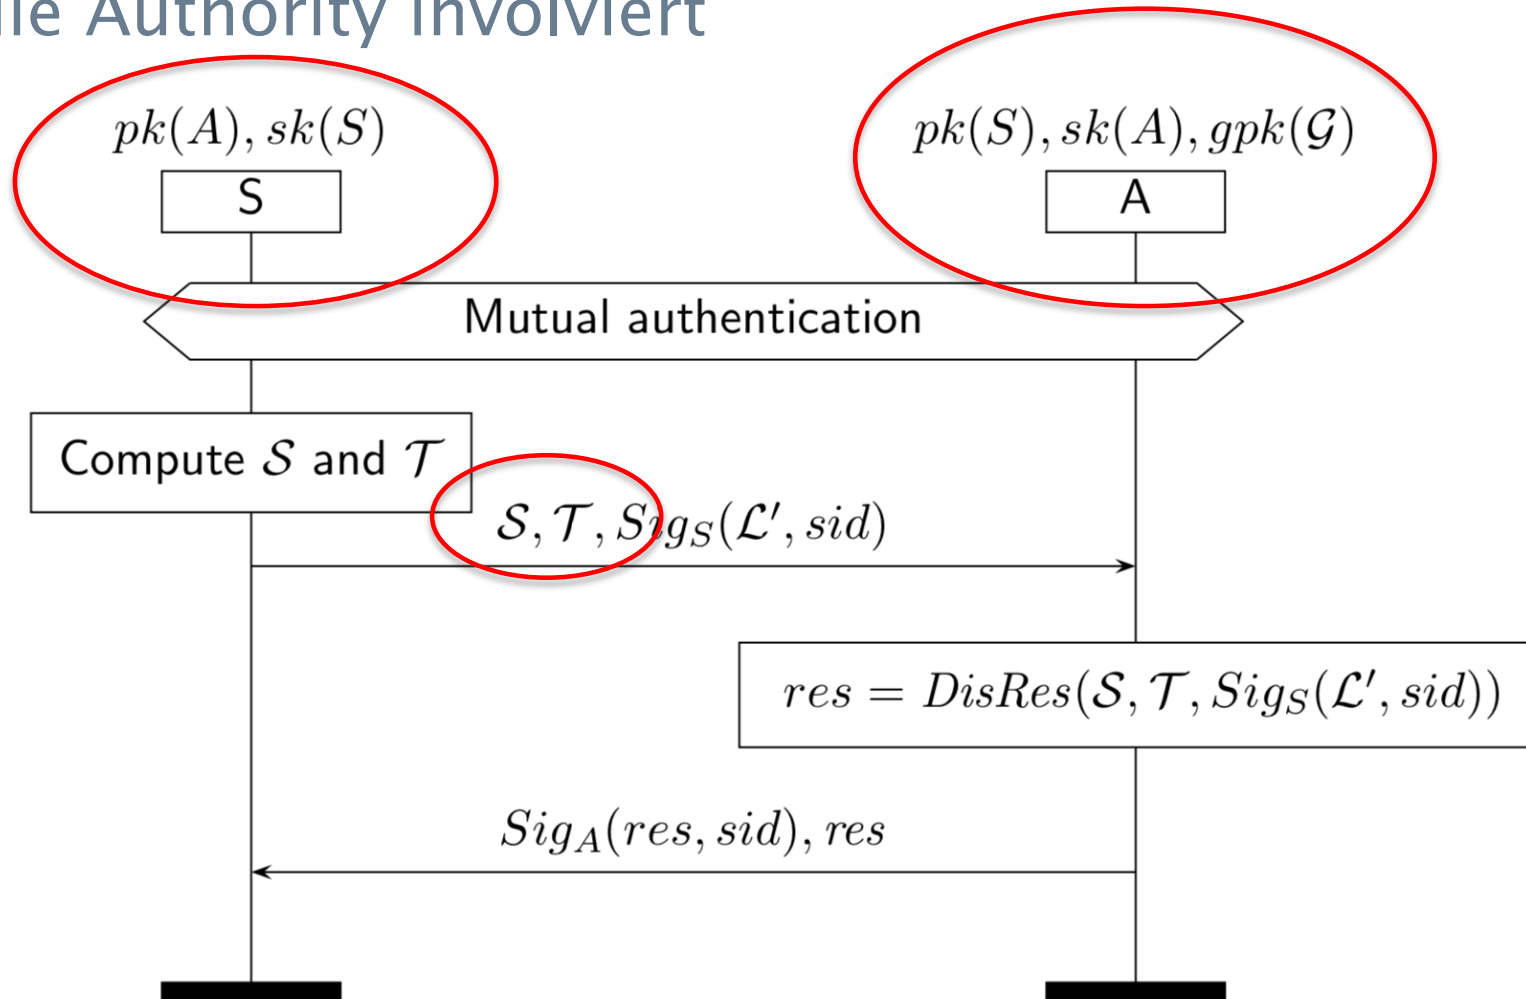 die Authority involviert
pk(A), sk(S)
pk(S), sk(A), gpk(𝒢)
S
A
Mutual authentication
Compute 𝒮 and 𝒯
𝒮, 𝒯, Sig_S(ℒ′, sid)
res = DisRes(𝒮, 𝒯, Sig_S(ℒ′, sid))
Sig_A(res, sid), res